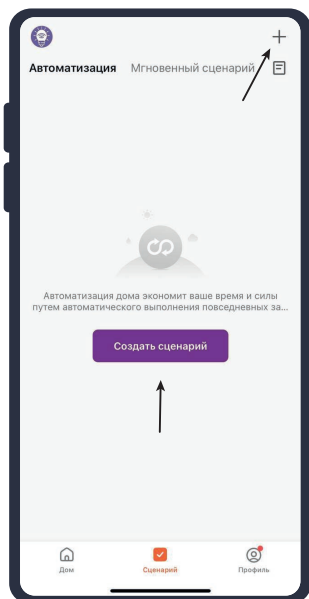 Автоматизация Мгновенный сценарий
Автоматизация дома экономит ваше время и силы
путем автоматического выполнения повседневных за...
Создать сценарий
Дом Сценарий Профиль